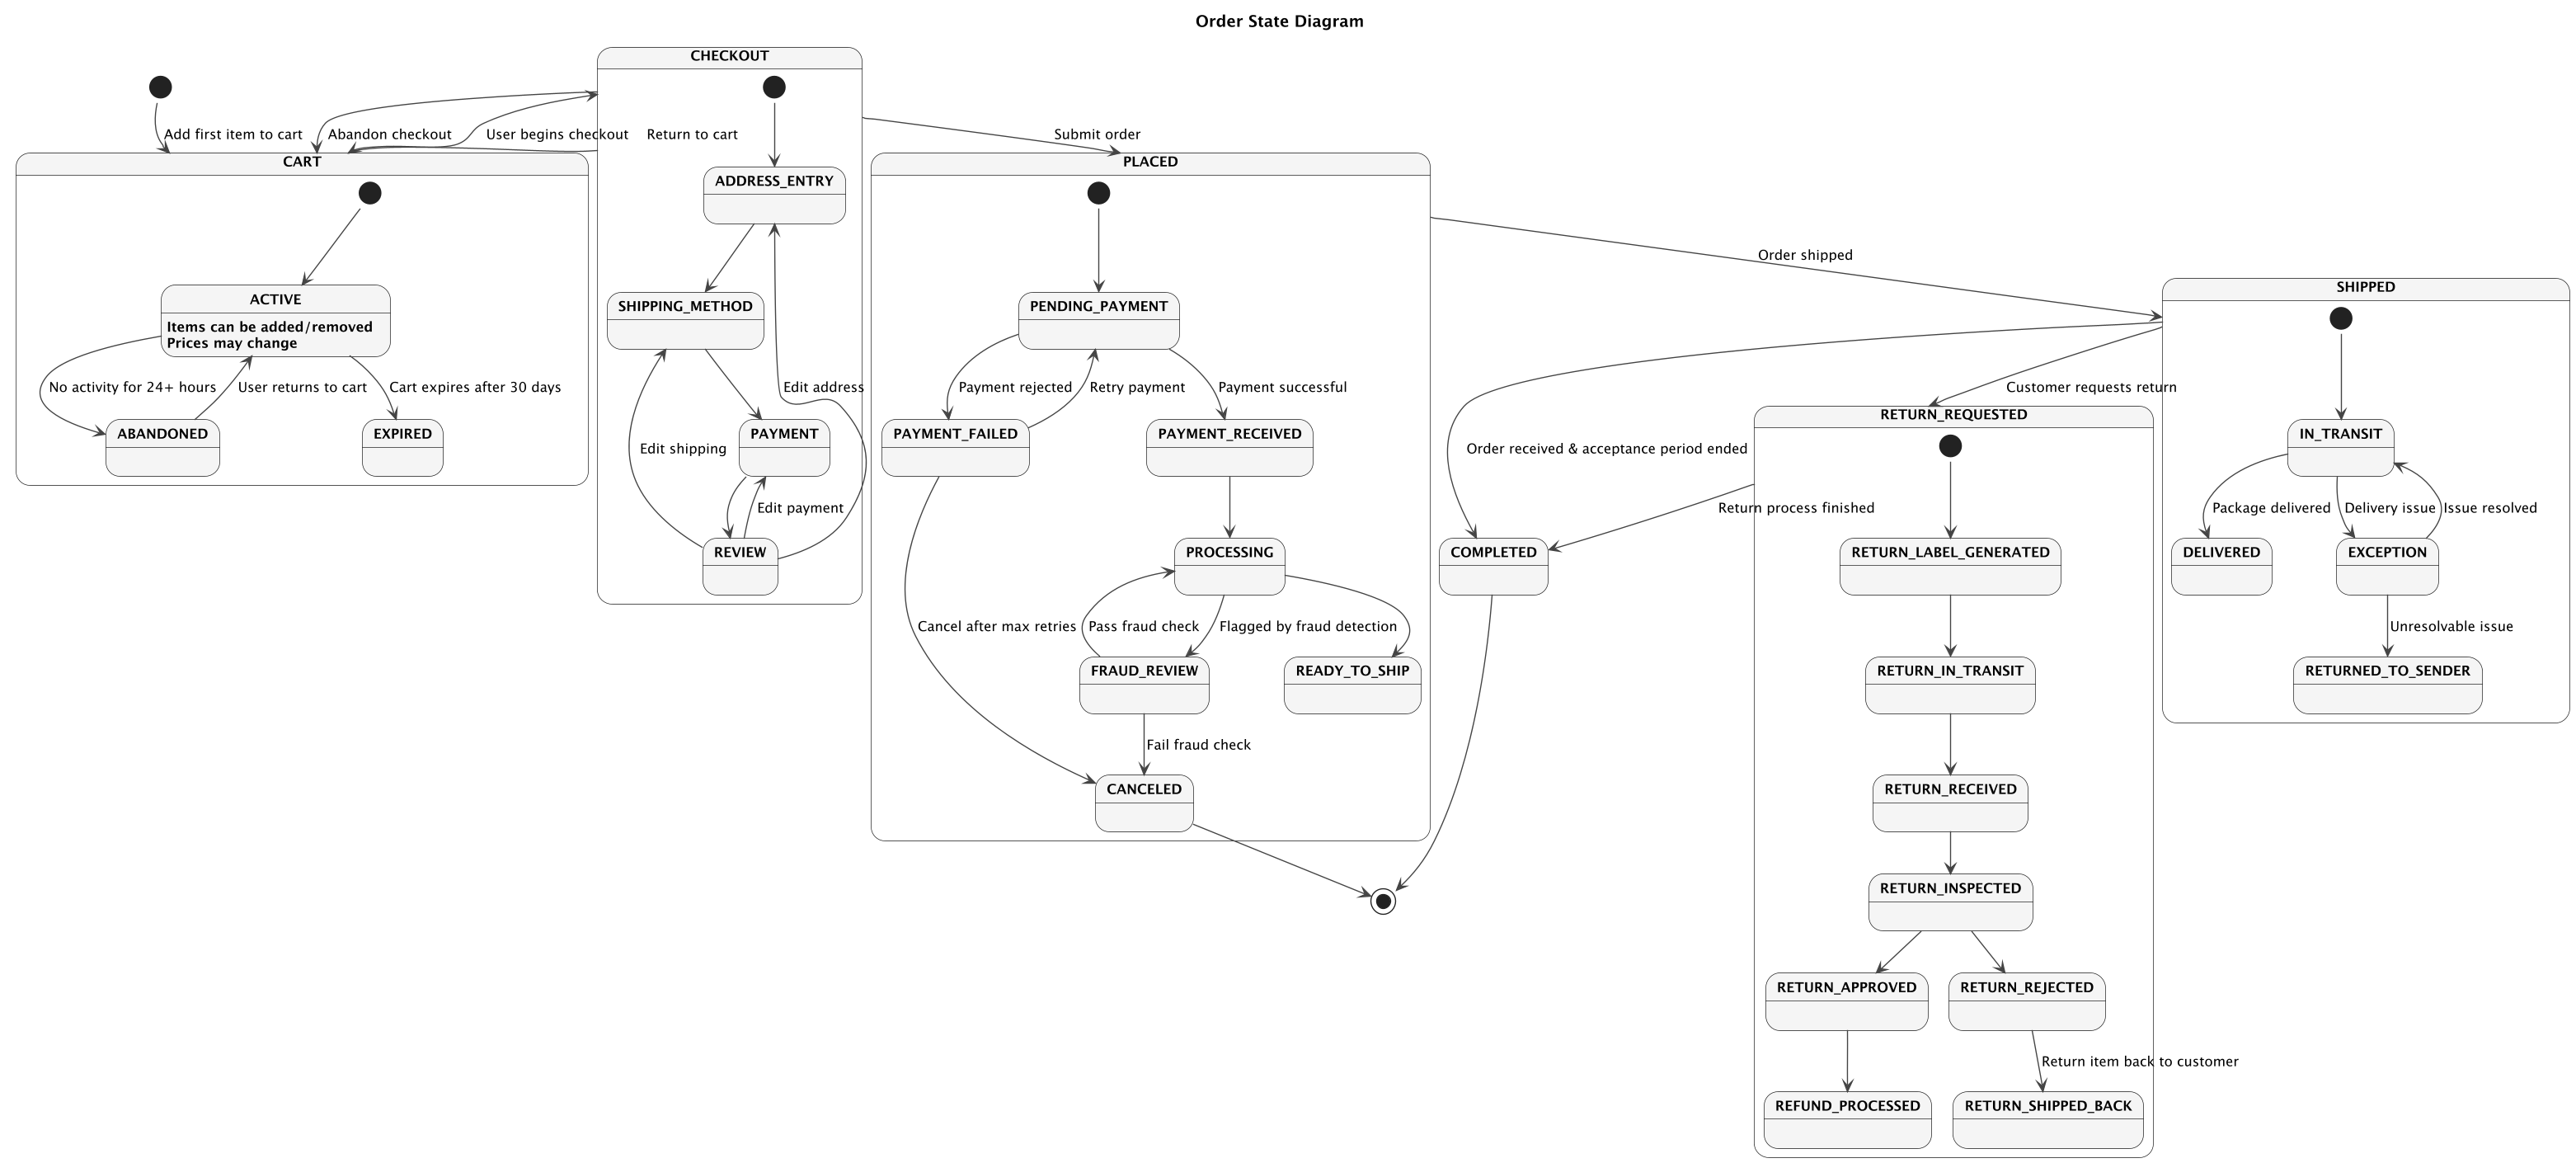 Order State Diagram
CHECKOUT
Add first item to cart
Abandon checkout
User begins checkout
Return to cart
Submit order
CART
PLACED
ADDRESS_ENTRY
Order shipped
SHIPPED
ACTIVE
Items can be added/removed
Prices may change
SHIPPING_METHOD
PENDING_PAYMENT
No activity for 24+ hours
User returns to cart
Cart expires after 30 days
Edit address
Payment rejected
Retry payment
Payment successful
Customer requests return
RETURN_REQUESTED
ABANDONED
EXPIRED
PAYMENT
PAYMENT_FAILED
PAYMENT_RECEIVED
IN_TRANSIT
Edit shipping
Order received & acceptance period ended
Edit payment
Return process finished
Package delivered
Delivery issue
Issue resolved
REVIEW
PROCESSING
COMPLETED
RETURN_LABEL_GENERATED
DELIVERED
EXCEPTION
Cancel after max retries
Pass fraud check
Flagged by fraud detection
Unresolvable issue
FRAUD_REVIEW
READY_TO_SHIP
RETURN_IN_TRANSIT
RETURNED_TO_SENDER
Fail fraud check
CANCELED
RETURN_RECEIVED
RETURN_INSPECTED
RETURN_APPROVED
RETURN_REJECTED
Return item back to customer
REFUND_PROCESSED
RETURN_SHIPPED_BACK